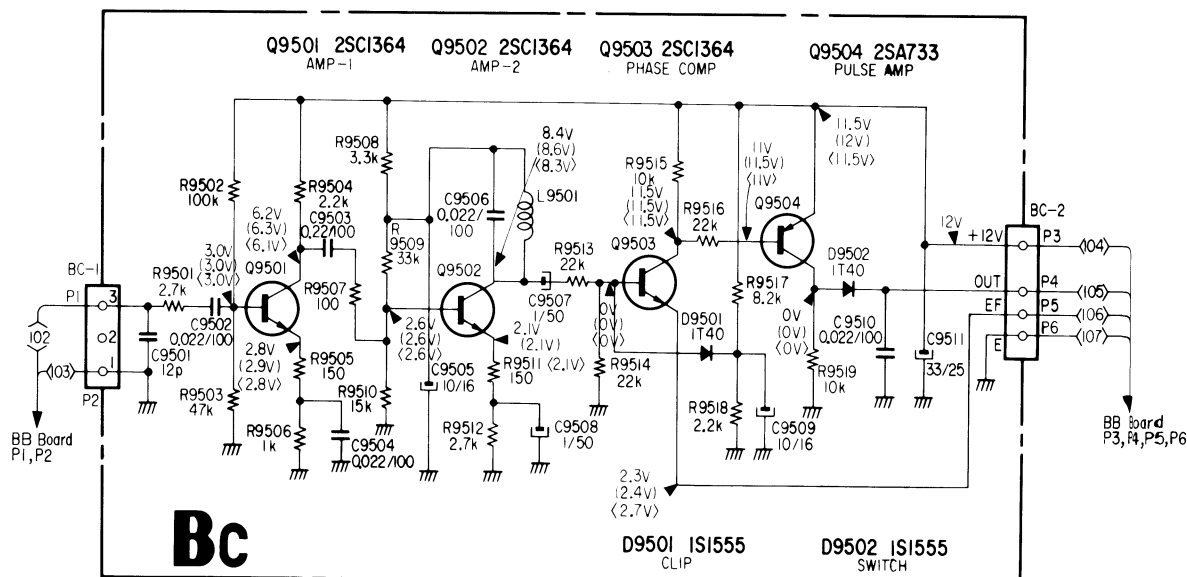 Q9501 2SC1364
AMP-1
Q9502 2SC1364
AMP-2
Q9503 2SC1364
PHASE COMP
Q9504 2SA733
PULSE AMP
R9502
100k
R9504
2.2k
R9508
3.3k
8.4V
(8.6V)
⟨8.3V⟩
C9506
0.022/
100
L9501
R9515
10k
11.5V
(11.5V)
⟨11.5V⟩
11V
(11.5V)
⟨11V⟩
11.5V
(12V)
⟨11.5V⟩
C9503
0.22/100
6.2V
(6.3V)
⟨6.1V⟩
R
9509
33k
R9516
22k
Q9504
12V
BC-2
+12V
P3
⟨104⟩
BC-1
P1
3
2
1
P2
R9501
2.7k
3.0V
(3.0V)
⟨3.0V⟩
Q9501
R9507
100
Q9502
R9513
22k
Q9503
R9517
8.2k
D9502
1T40
OUT
P4
⟨105⟩
EF
P5
⟨106⟩
E
P6
⟨107⟩
102
⟨103⟩
C9501
12p
C9502
0.022/100
2.8V
(2.9V)
⟨2.8V⟩
R9505
150
2.6V
(2.6V)
⟨2.6V⟩
C9507
1/50
2.1V
(2.1V)
⟨2.1V⟩
0V
(0V)
⟨0V⟩
D9501
1T40
0V
(0V)
⟨0V⟩
C9510
0.022/100
C9511
33/25
R9503
47k
R9510
15k
C9505
10/16
R9511
150
R9514
22k
R9519
10k
R9506
1k
C9504
0.022/100
R9512
2.7k
C9508
1/50
R9518
2.2k
C9509
10/16
BB Board
P1, P2
BB Board
P3, P4, P5, P6
2.3V
(2.4V)
⟨2.7V⟩
Bc
D9501 1S1555
CLIP
D9502 1S1555
SWITCH